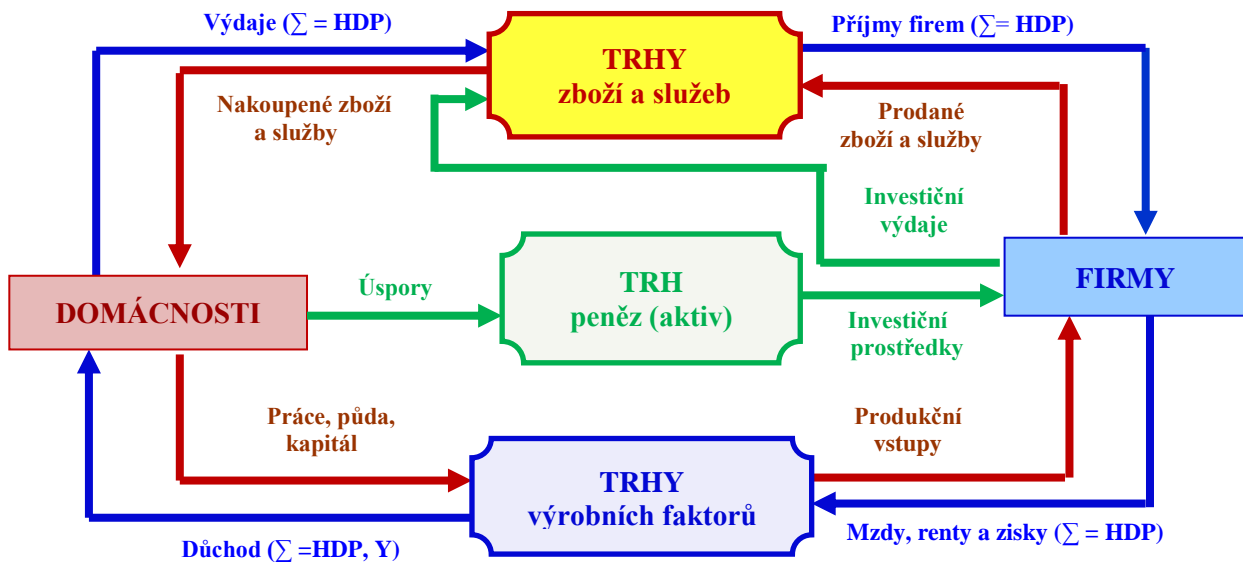 Výdaje (∑ = HDP)
Příjmy firem (∑= HDP)
TRHY
zboží a služeb
Nakoupené zboží
a služby
Prodané
zboží a služby
Investiční
výdaje
DOMÁCNOSTI
Úspory
TRH
peněz (aktiv)
FIRMY
Investiční
prostředky
Práce, půda,
kapitál
Produkční
vstupy
TRHY
výrobních faktorů
Důchod (∑ =HDP, Y)
Mzdy, renty a zisky (∑ = HDP)